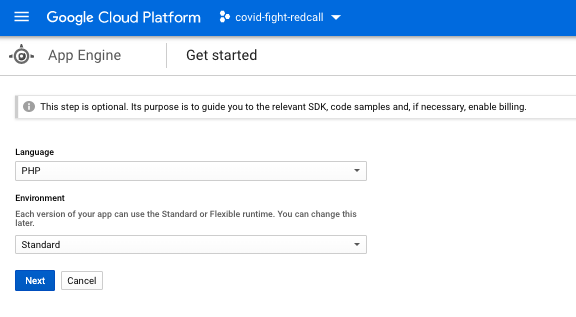 Google Cloud Platform covid-fight-redcall
App Engine Get started
This step is optional. Its purpose is to guide you to the relevant SDK, code samples and, if necessary, enable billing.
Language
PHP
Environment
Each version of your app can use the Standard or Flexible runtime. You can change this
later.
Standard
Next Cancel